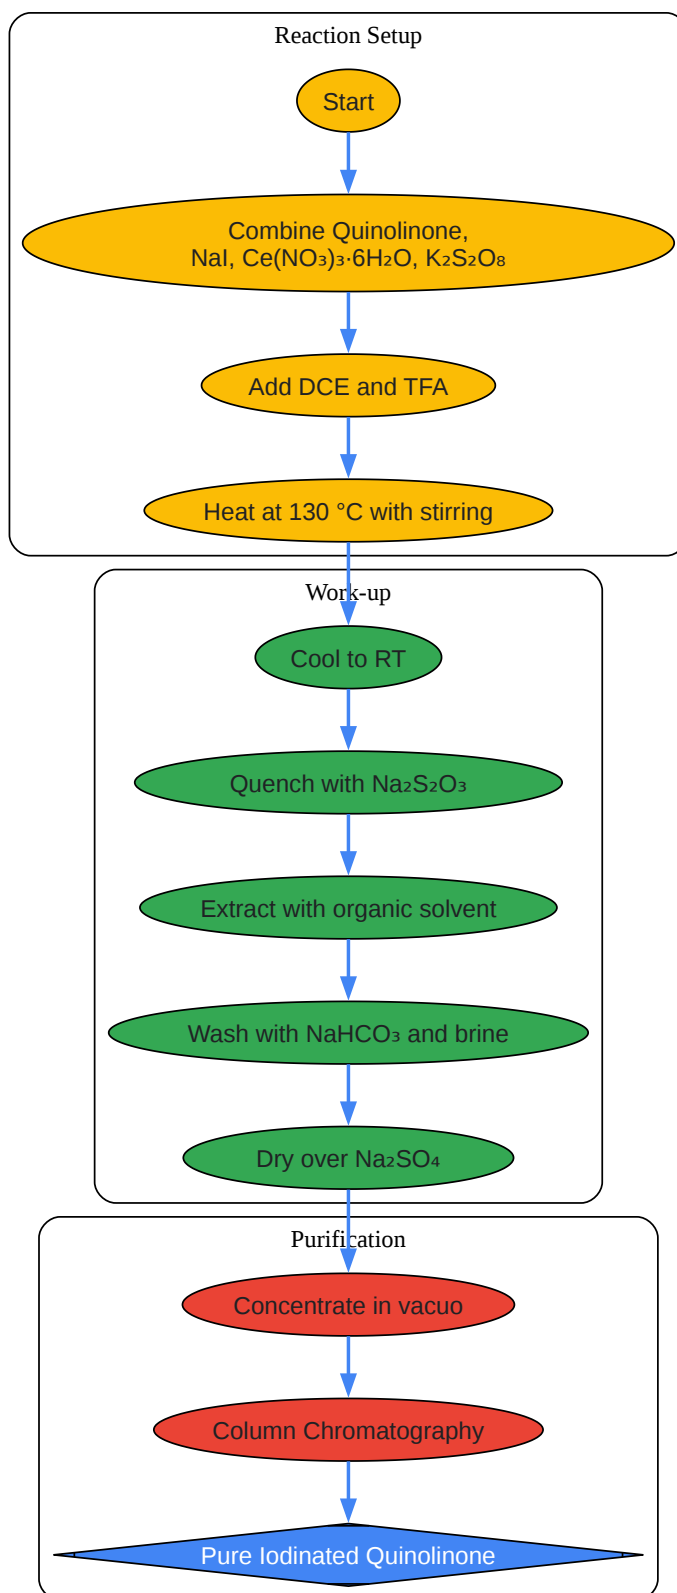 Reaction Setup
Start
Combine Quinolinone,
NaI, Ce(NO₃)₃·6H₂O, K₂S₂O₈
Add DCE and TFA
Heat at 130 °C with stirring
Work-up
Cool to RT
Quench with Na₂S₂O₃
Extract with organic solvent
Wash with NaHCO₃ and brine
Dry over Na₂SO₄
Purification
Concentrate in vacuo
Column Chromatography
Pure Iodinated Quinolinone